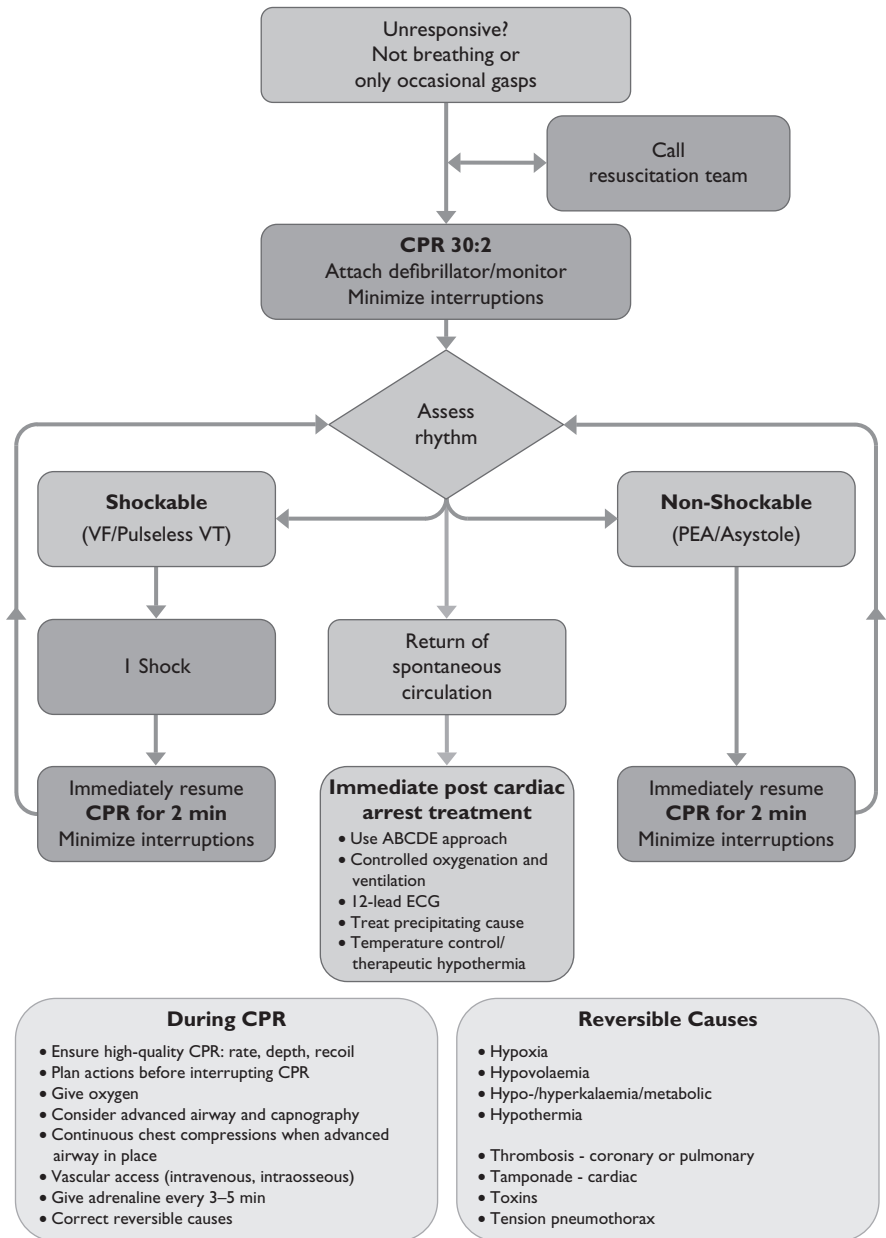 Unresponsive?
Not breathing or
only occasional gasps
Call
resuscitation team
CPR 30:2
Attach defibrillator/monitor
Minimize interruptions
Assess
rhythm
Shockable
(VF/Pulseless VT)
Non-Shockable
(PEA/Asystole)
1 Shock
Return of
spontaneous
circulation
Immediately resume
CPR for 2 min
Minimize interruptions
Immediate post cardiac
arrest treatment
• Use ABCDE approach
• Controlled oxygenation and
ventilation
• 12-lead ECG
• Treat precipitating cause
• Temperature control/
therapeutic hypothermia
Immediately resume
CPR for 2 min
Minimize interruptions
During CPR
• Ensure high-quality CPR: rate, depth, recoil
• Plan actions before interrupting CPR
• Give oxygen
• Consider advanced airway and capnography
• Continuous chest compressions when advanced
airway in place
• Vascular access (intravenous, intraosseous)
• Give adrenaline every 3–5 min
• Correct reversible causes
Reversible Causes
• Hypoxia
• Hypovolaemia
• Hypo-/hyperkalaemia/metabolic
• Hypothermia
• Thrombosis - coronary or pulmonary
• Tamponade - cardiac
• Toxins
• Tension pneumothorax